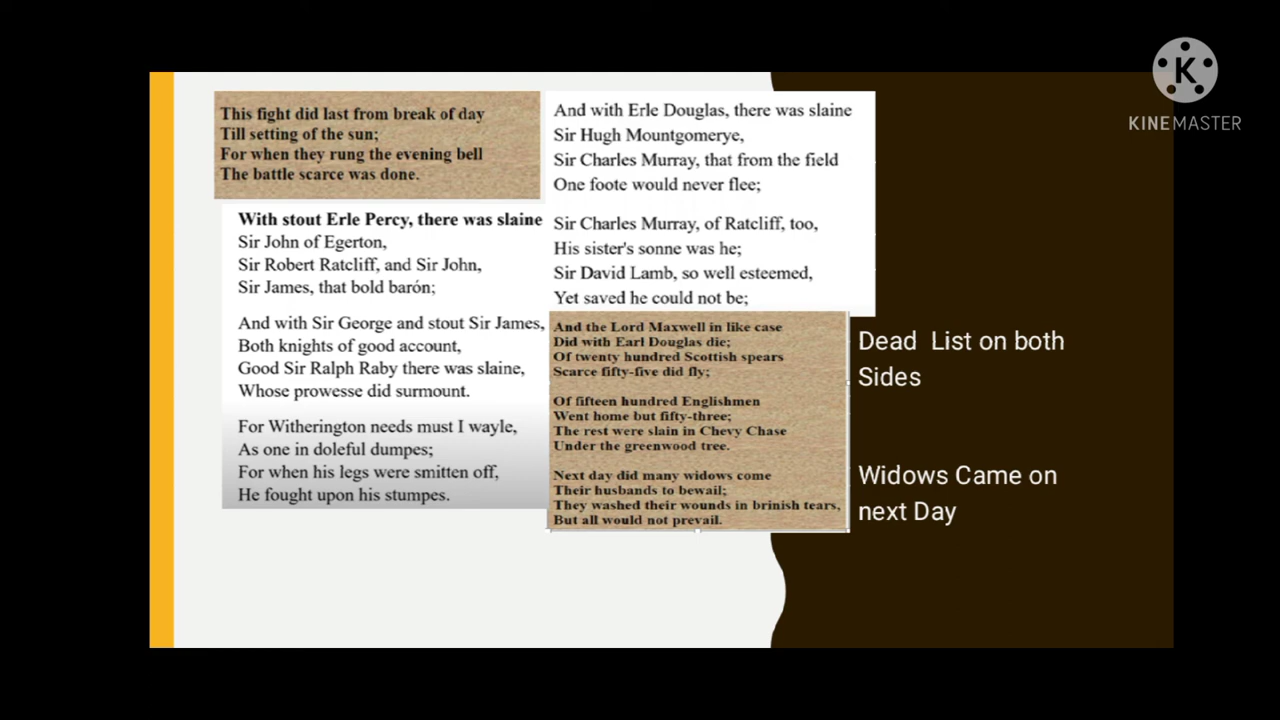 This fight did last from break of day
Till setting of the sun;
For when they rung the evening bell
The battle scarce was done.
With stout Erle Percy, there was slaine
Sir John of Egerton,
Sir Robert Ratcliff, and Sir John,
Sir James, that bold barón;
And with Sir George and stout Sir James,
Both knights of good account,
Good Sir Ralph Raby there was slaine,
Whose prowesse did surmount.
For Witherington needs must I wayle,
As one in doleful dumpes;
For when his legs were smitten off,
He fought upon his stumpes.
And with Erle Douglas, there was slaine
Sir Hugh Mountgomerye,
Sir Charles Murray, that from the field
One foote would never flee;
Sir Charles Murray, of Ratcliff, too,
His sister's sonne was he;
Sir David Lamb, so well esteemed,
Yet saved he could not be;
And the Lord Maxwell in like case
Did with Earl Douglas die;
Of twenty hundred Scottish spears
Scarce fifty-five did fly;
Of fifteen hundred Englishmen
Went home but fifty-three;
The rest were slain in Chevy Chase
Under the greenwood tree.
Next day did many widows come
Their husbands to bewail;
They washed their wounds in brinish tears,
But all would not prevail.
Dead List on both
Sides
Widows Came on
next Day
K
KINEMASTER